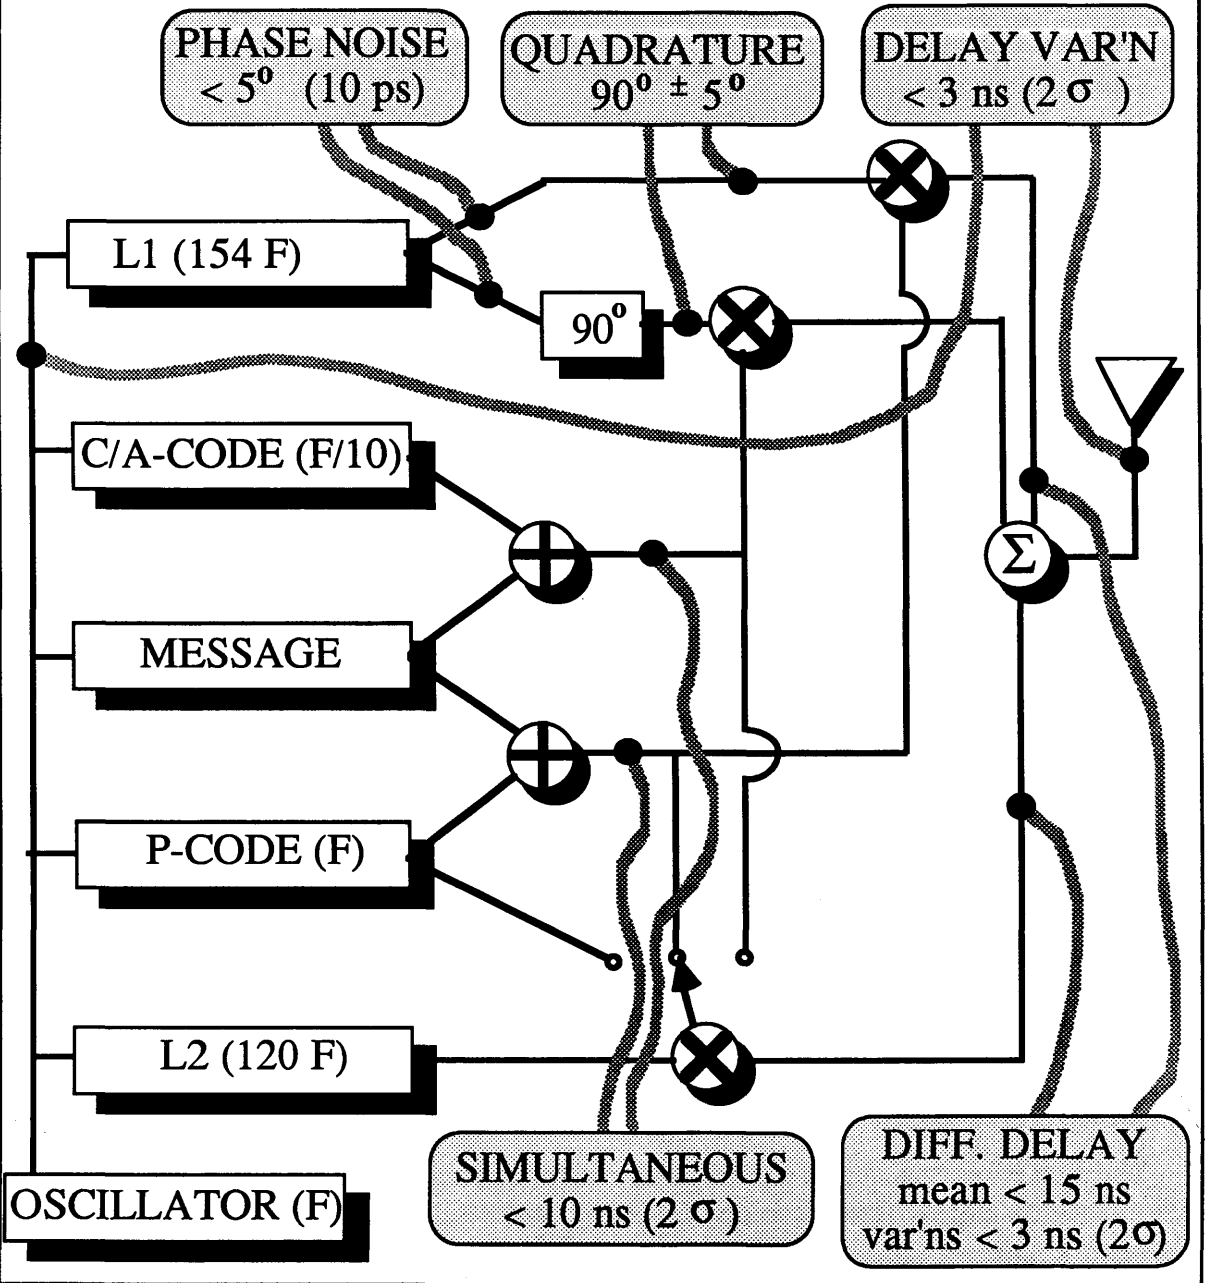 PHASE NOISE
< 5° (10 ps)
QUADRATURE
90° ± 5°
DELAY VAR'N
< 3 ns (2 σ )
L1 (154 F)
90°
C/A-CODE (F/10)
Σ
MESSAGE
P-CODE (F)
L2 (120 F)
OSCILLATOR (F)
SIMULTANEOUS
< 10 ns (2 σ )
DIFF. DELAY
mean < 15 ns
var'ns < 3 ns (2σ)